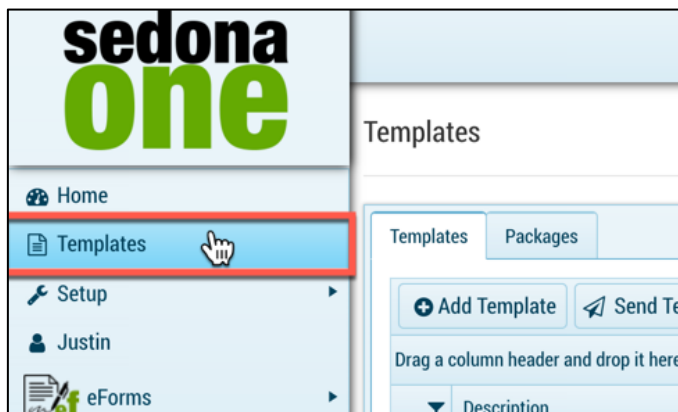 sedona
one
Home
Templates
Setup
Justin
eForms
Templates
Templates Packages
Add Template Send Te
Drag a column header and drop it here
Description